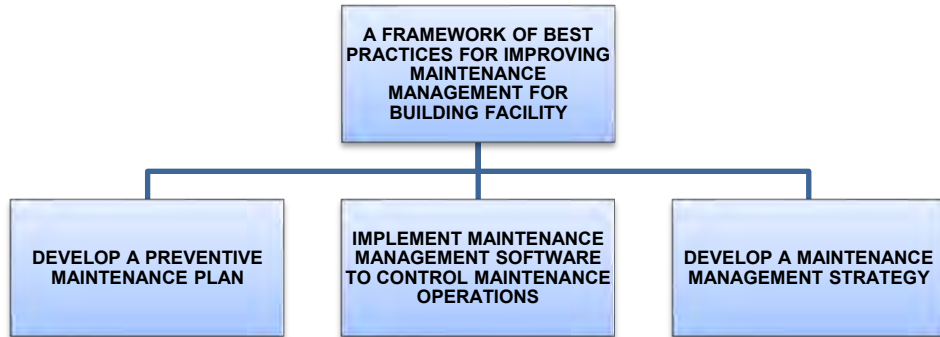 A FRAMEWORK OF BEST
PRACTICES FOR IMPROVING
MAINTENANCE
MANAGEMENT FOR
BUILDING FACILITY
DEVELOP A PREVENTIVE
MAINTENANCE PLAN
IMPLEMENT MAINTENANCE
MANAGEMENT SOFTWARE
TO CONTROL MAINTENANCE
OPERATIONS
DEVELOP A MAINTENANCE
MANAGEMENT STRATEGY